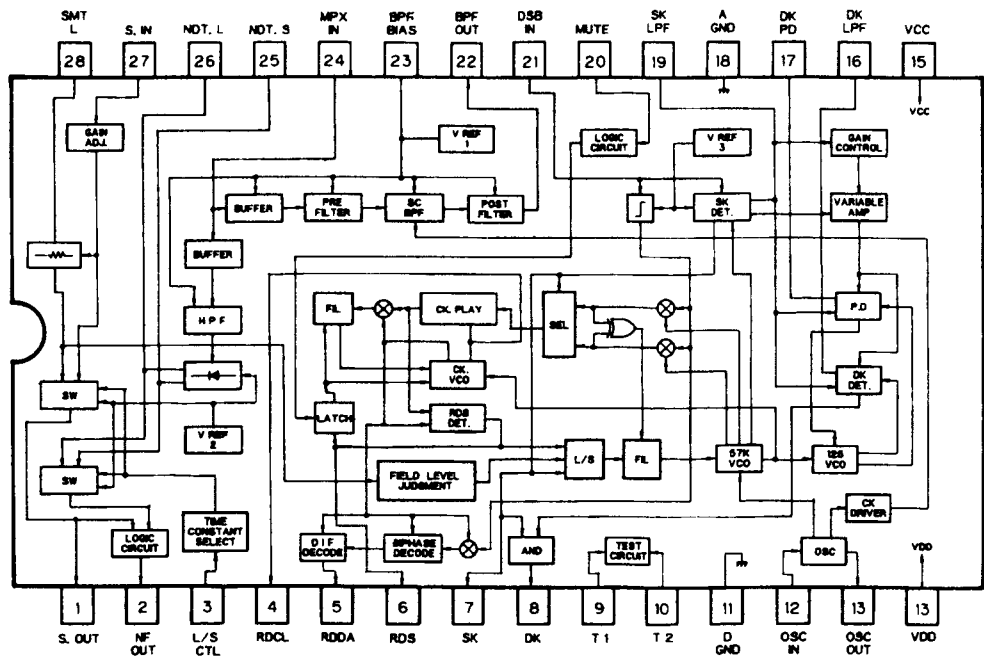 SMT L
S. IN
NDT. L
NDT. S
MPX IN
BPF BIAS
BPF OUT
DSB IN
MUTE
SK LPF
A GND
DK PD
DK LPF
VCC
28
27
26
25
24
23
22
21
20
19
18
17
16
15
VCC
GAIN ADJ.
V REF 1
LOGIC CIRCUIT
V REF 3
GAIN CONTROL
BUFFER
PRE FILTER
SC BPF
POST FILTER
SK DET.
VARIABLE AMP
BUFFER
H.P.F
FIL
CK. PLAY
SEL
P.D
CK. VCO
DK DET.
SW
LATCH
RDS DET.
V REF 2
L/S
FIL
57K VCO
125 VCO
SW
FIELD LEVEL JUDGMENT
CK DRIVER
LOGIC CIRCUIT
TIME CONSTANT SELECT
DIF DECODE
BIPHASE DECODE
AND
TEST CIRCUIT
OSC
VDD
1
2
3
4
5
6
7
8
9
10
11
12
13
13
S. OUT
NF OUT
L/S CTL
RDCL
RDDA
RDS
SK
DK
T 1
T 2
D GND
OSC IN
OSC OUT
VDD